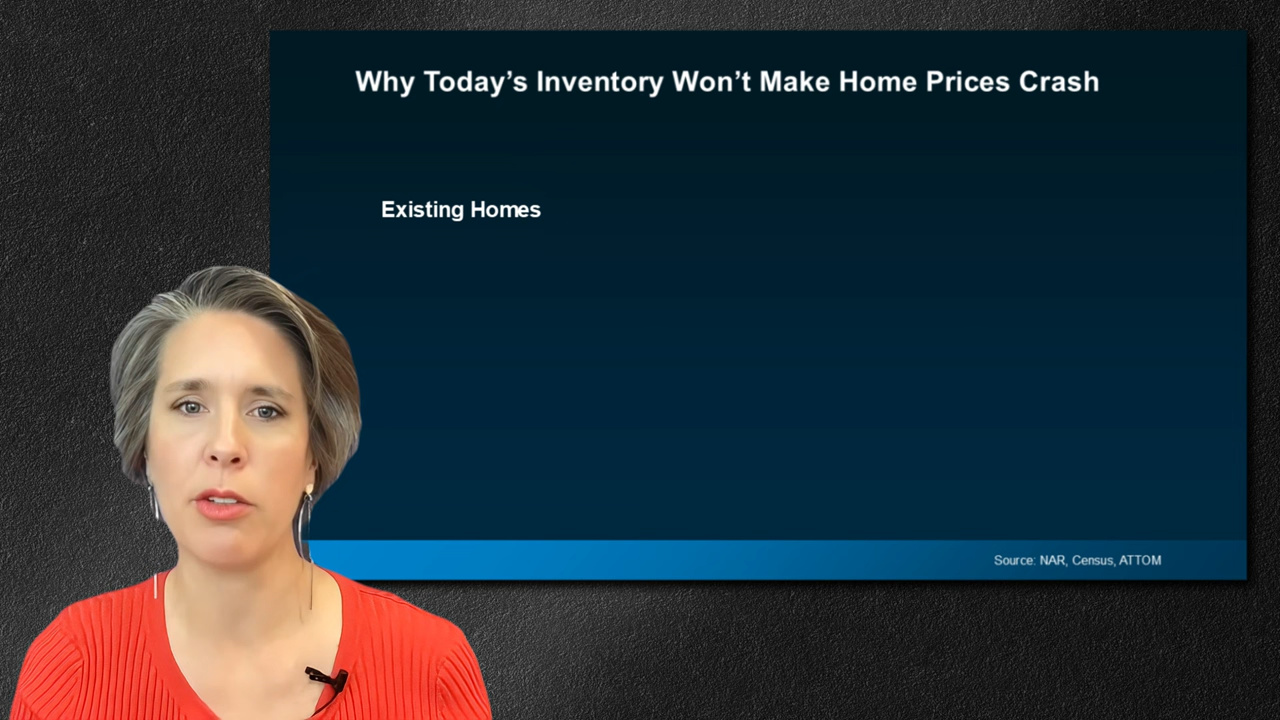 Why Today’s Inventory Won’t Make Home Prices Crash
Existing Homes
Source: NAR, Census, ATTOM